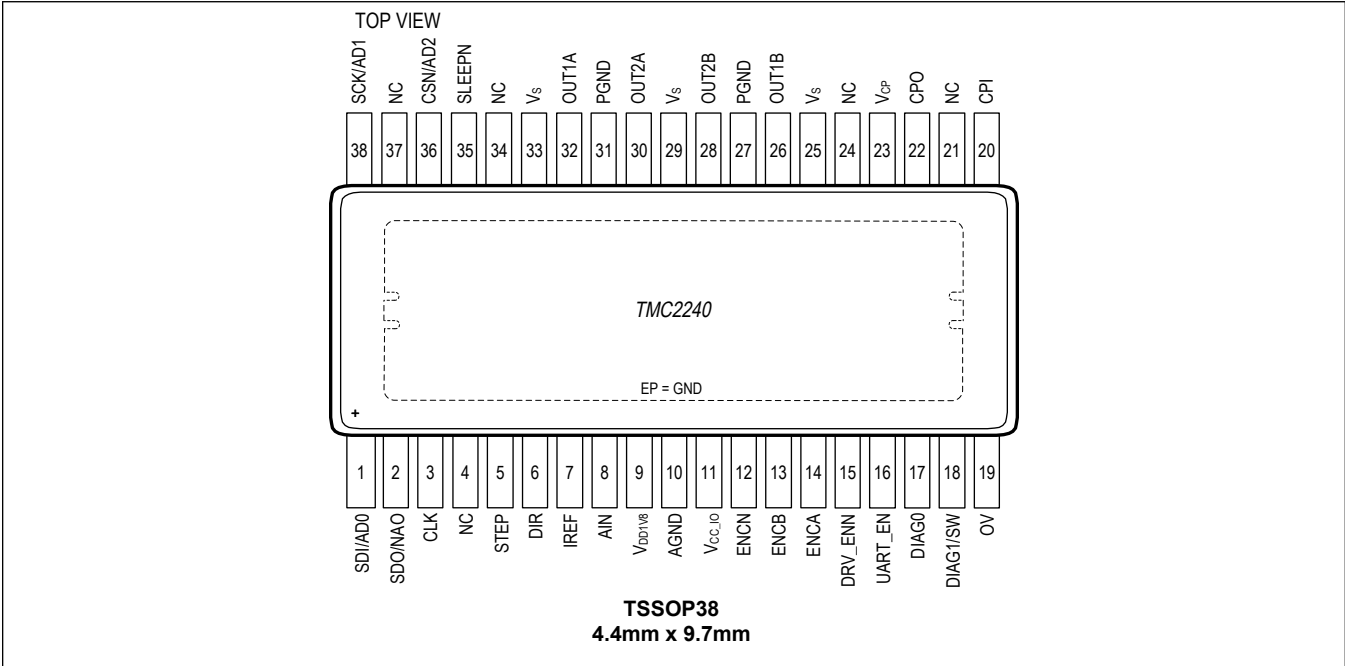 TOP VIEW
SCK/AD1
NC
CSN/AD2
SLEEPN
NC
VS
OUT1A
PGND
OUT2A
VS
OUT2B
PGND
OUT1B
VS
NC
VCP
CPO
NC
CPI
38 37 36 35 34 33 32 31 30 29 28 27 26 25 24 23 22 21 20
TMC2240
EP = GND
+
1 2 3 4 5 6 7 8 9 10 11 12 13 14 15 16 17 18 19
SDI/AD0
SDO/NAO
CLK
NC
STEP
DIR
IREF
AIN
VDD1V8
AGND
VCC_IO
ENCN
ENCB
ENCA
DRV_ENN
UART_EN
DIAG0
DIAG1/SW
OV
TSSOP38
4.4mm x 9.7mm